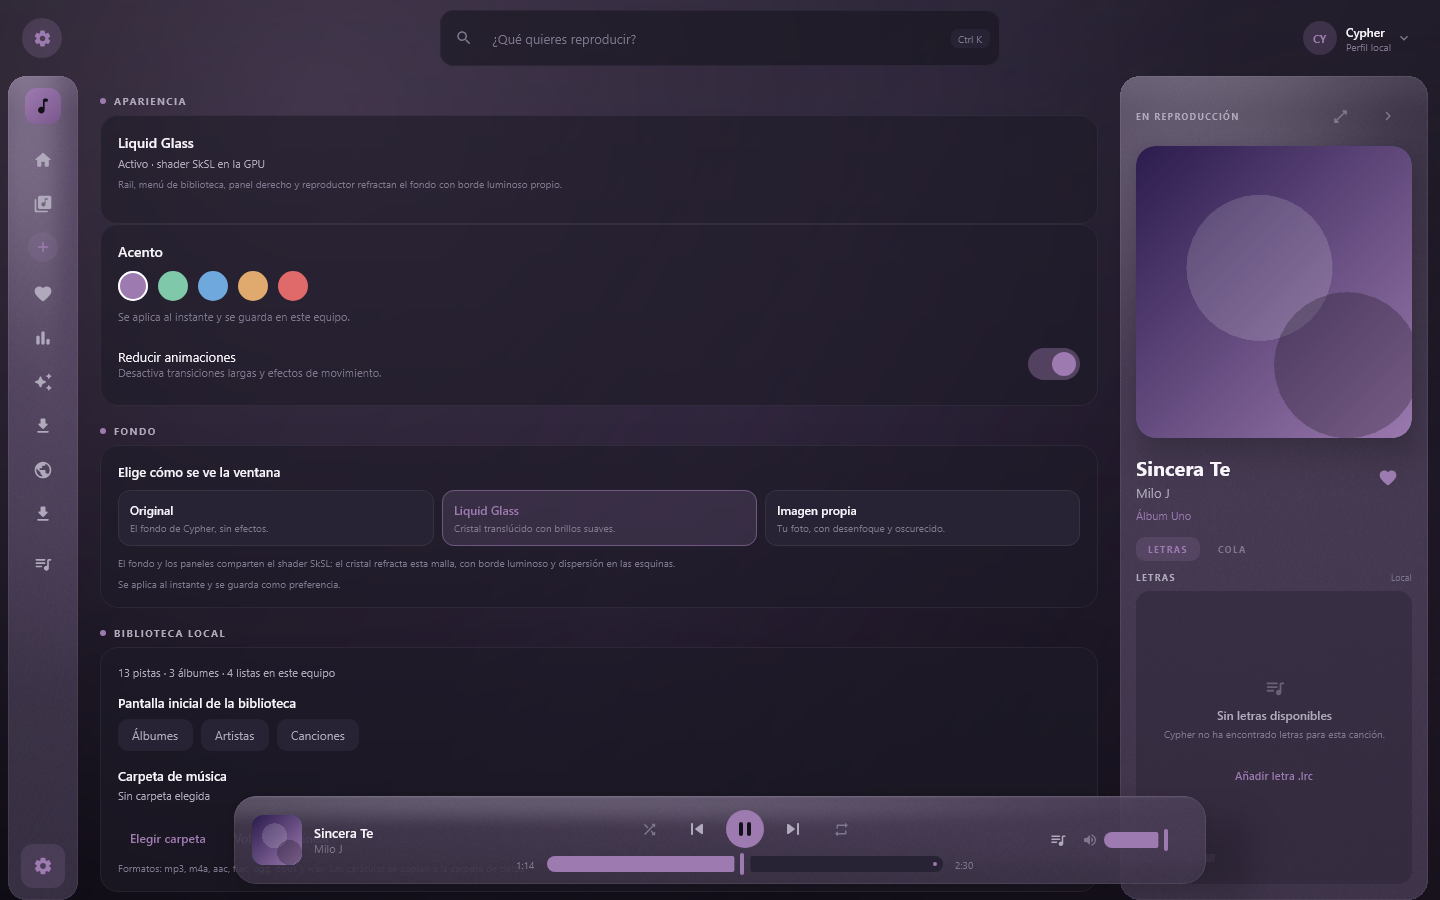 ¿Qué quieres reproducir?
Ctrl K
CY
Cypher
Perfil local
APARIENCIA
Liquid Glass
Activo · shader SkSL en la GPU
Rail, menú de biblioteca, panel derecho y reproductor refractan el fondo con borde luminoso propio.
Acento
Se aplica al instante y se guarda en este equipo.
Reducir animaciones
Desactiva transiciones largas y efectos de movimiento.
FONDO
Elige cómo se ve la ventana
Original
El fondo de Cypher, sin efectos.
Liquid Glass
Cristal translúcido con brillos suaves.
Imagen propia
Tu foto, con desenfoque y oscurecido.
El fondo y los paneles comparten el shader SkSL: el cristal refracta esta malla, con borde luminoso y dispersión en las esquinas.
Se aplica al instante y se guarda como preferencia.
BIBLIOTECA LOCAL
13 pistas · 3 álbumes · 4 listas en este equipo
Pantalla inicial de la biblioteca
Álbumes
Artistas
Canciones
Carpeta de música
Sin carpeta elegida
Elegir carpeta
Formatos: mp3, m4a, aac,
EN REPRODUCCIÓN
Sincera Te
Milo J
Álbum Uno
LETRAS
COLA
LETRAS
Local
Sin letras disponibles
Cypher no ha encontrado letras para esta canción.
Añadir letra .lrc
Sincera Te
Milo J
1:14
2:30